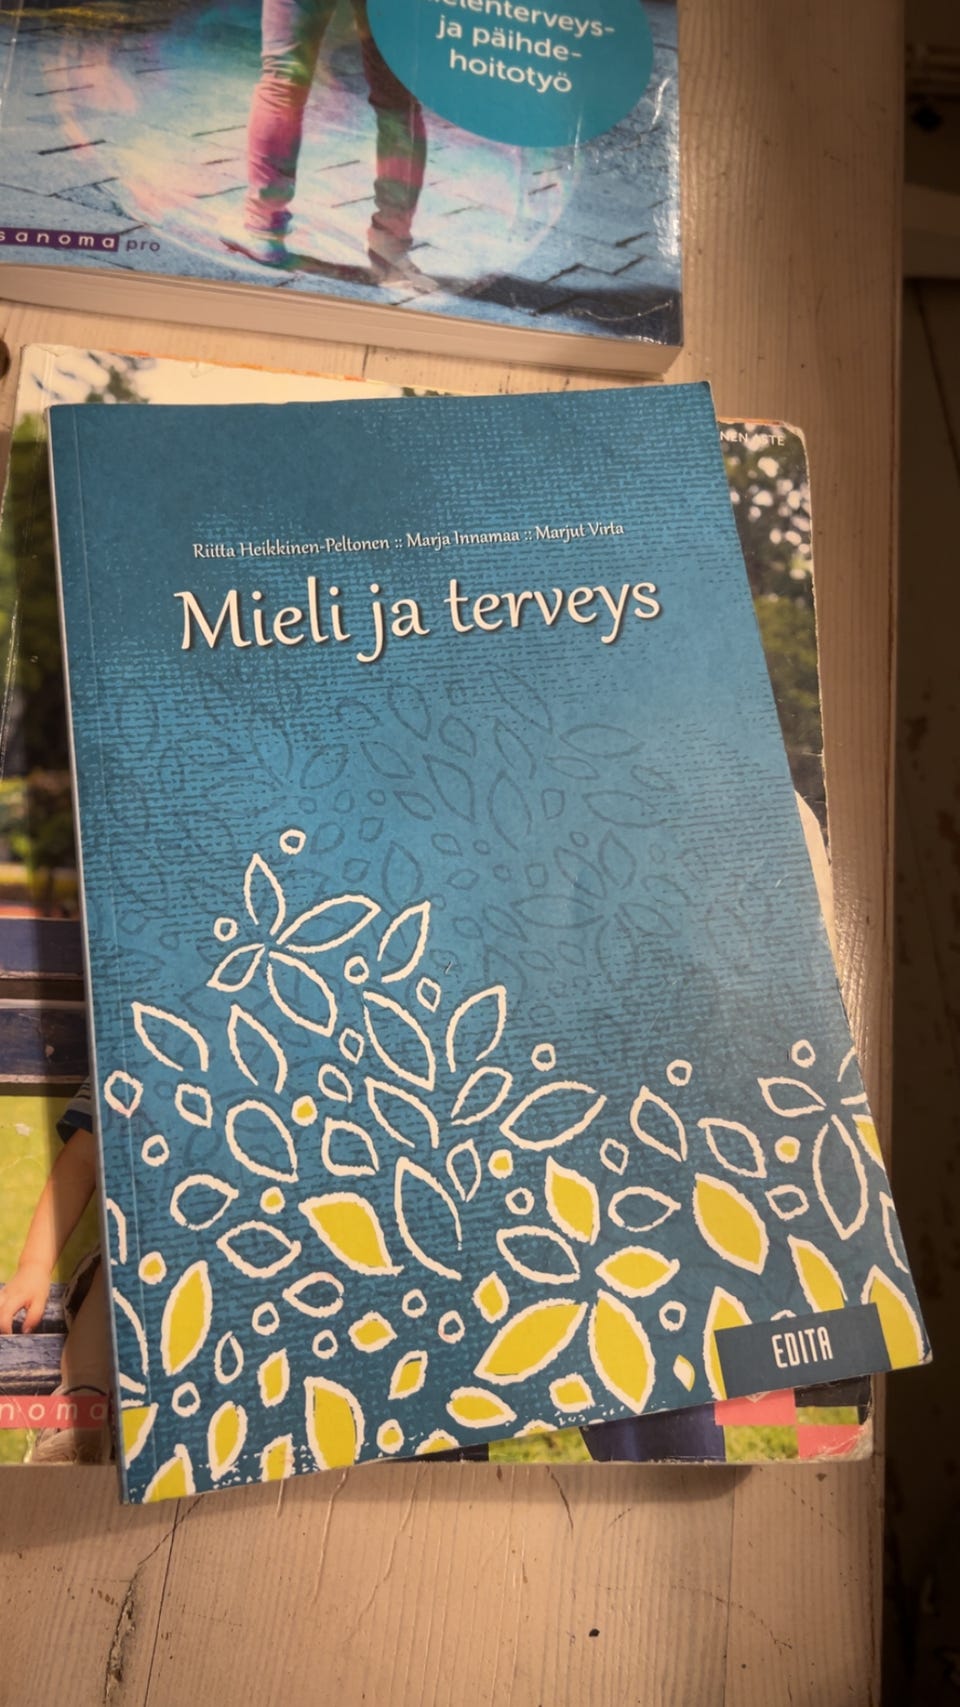 ja päihde-
hoitotyö
sanoma pro
Riitta Heikkinen-Peltonen :: Marja Innamaa :: Marjut Virta
Mieli ja terveys
EDITA